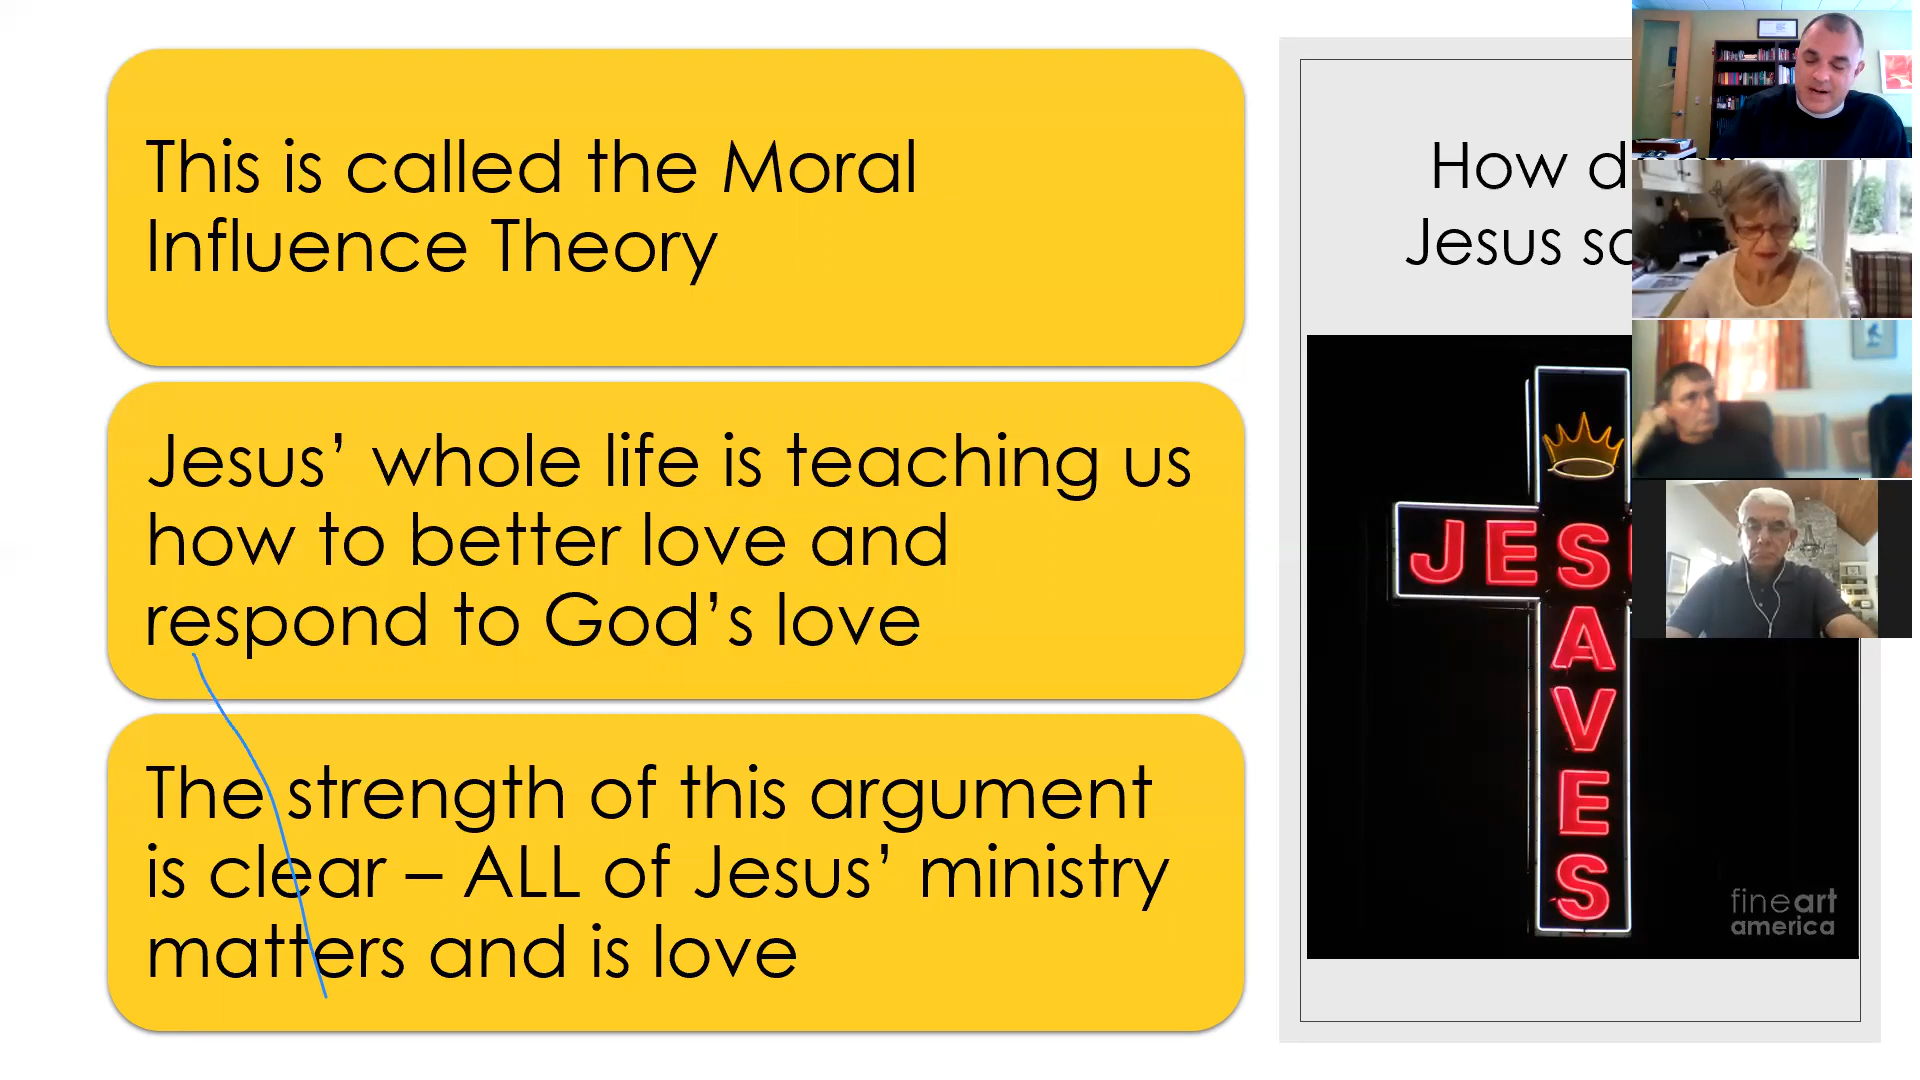 This is called the Moral
Influence Theory
Jesus’ whole life is teaching us
how to better love and
respond to God’s love
The strength of this argument
is clear – ALL of Jesus’ ministry
matters and is love
How
Jesus
JES
SAVES
fineart
america